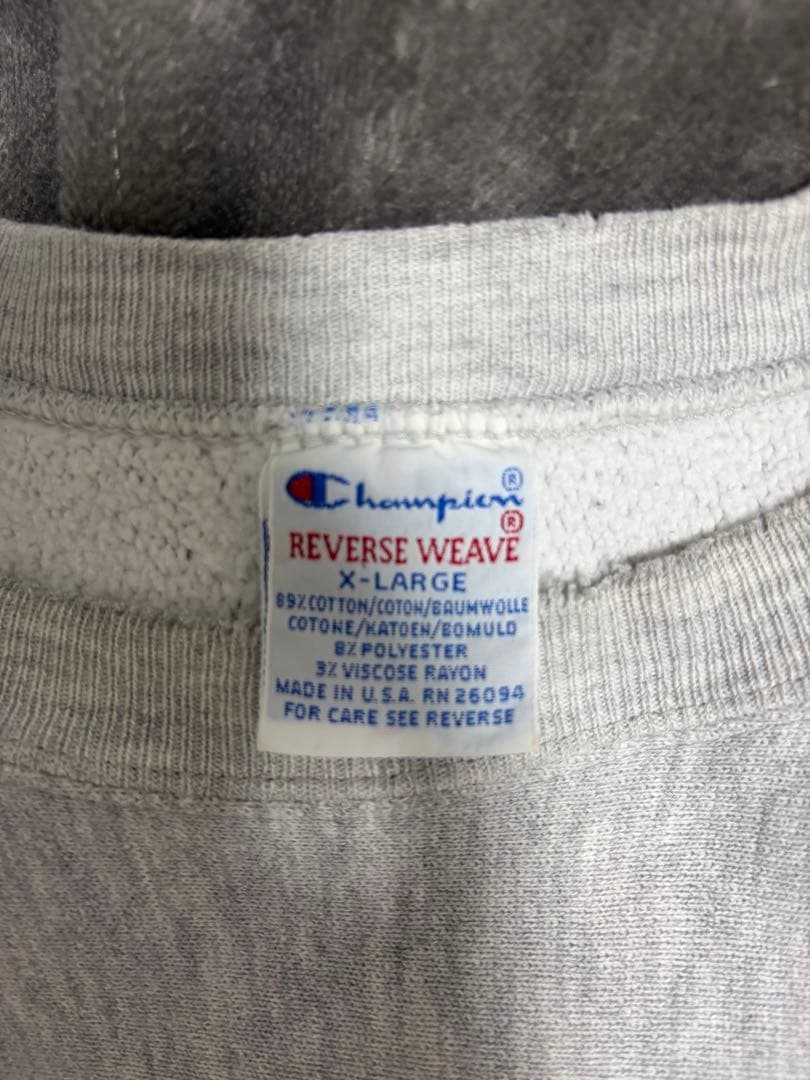 Champion®
REVERSE WEAVE®
X-LARGE
89% COTTON/COTON/BAUMWOLLE
COTONE/KATOEN/BOMULD
8% POLYESTER
3% VISCOSE RAYON
MADE IN U.S.A. RN 26094
FOR CARE SEE REVERSE